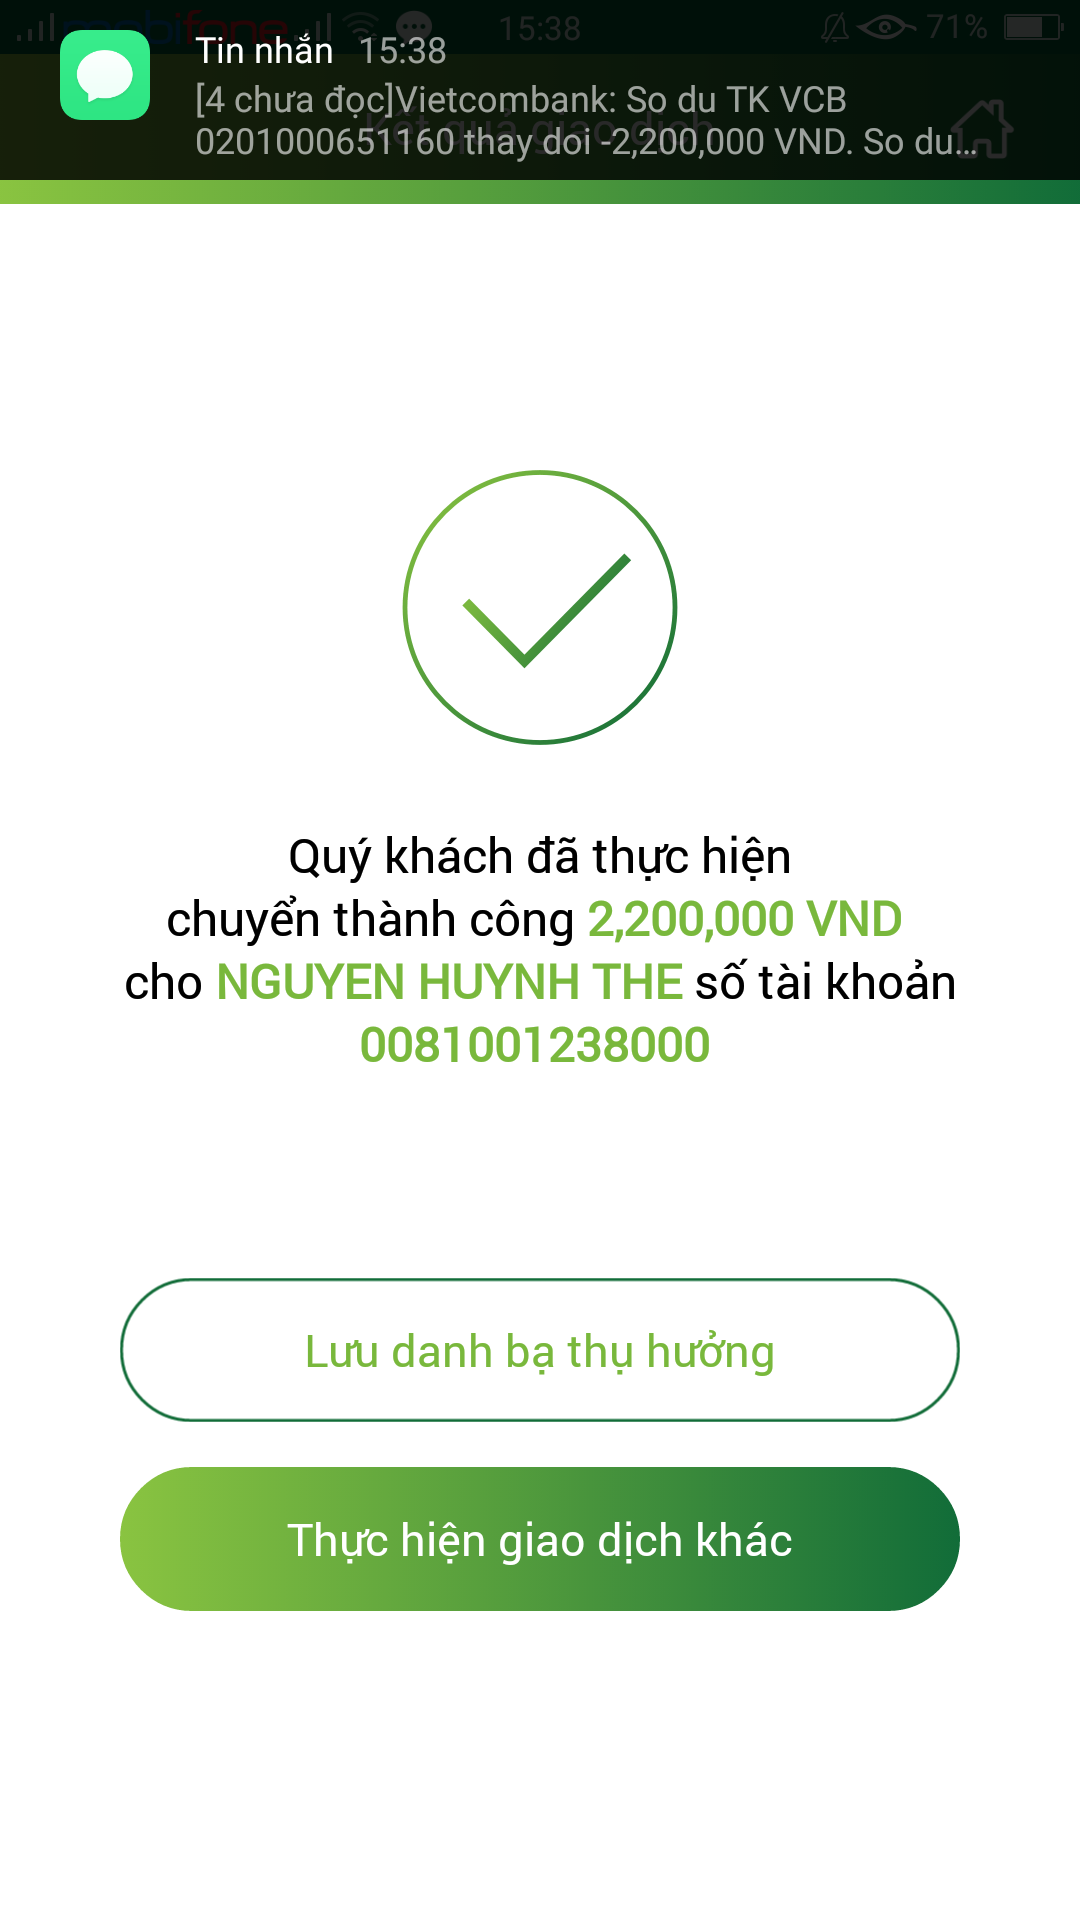 mobifone 15:38 71%
Tin nhắn 15:38
[4 chưa đọc]Vietcombank: So du TK VCB
0201000651160 thay doi -2,200,000 VND. So du...
Kết quả giao dịch
Quý khách đã thực hiện
chuyển thành công 2,200,000 VND
cho NGUYEN HUYNH THE số tài khoản
0081001238000
Lưu danh bạ thụ hưởng
Thực hiện giao dịch khác